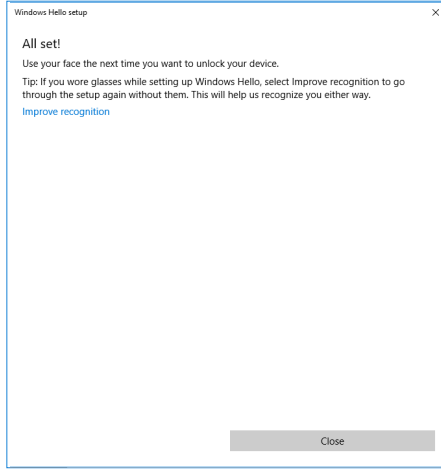 Windows Hello setup
All set!
Use your face the next time you want to unlock your device.
Tip: If you wore glasses while setting up Windows Hello, select Improve recognition to go
through the setup again without them. This will help us recognize you either way.
Improve recognition
Close